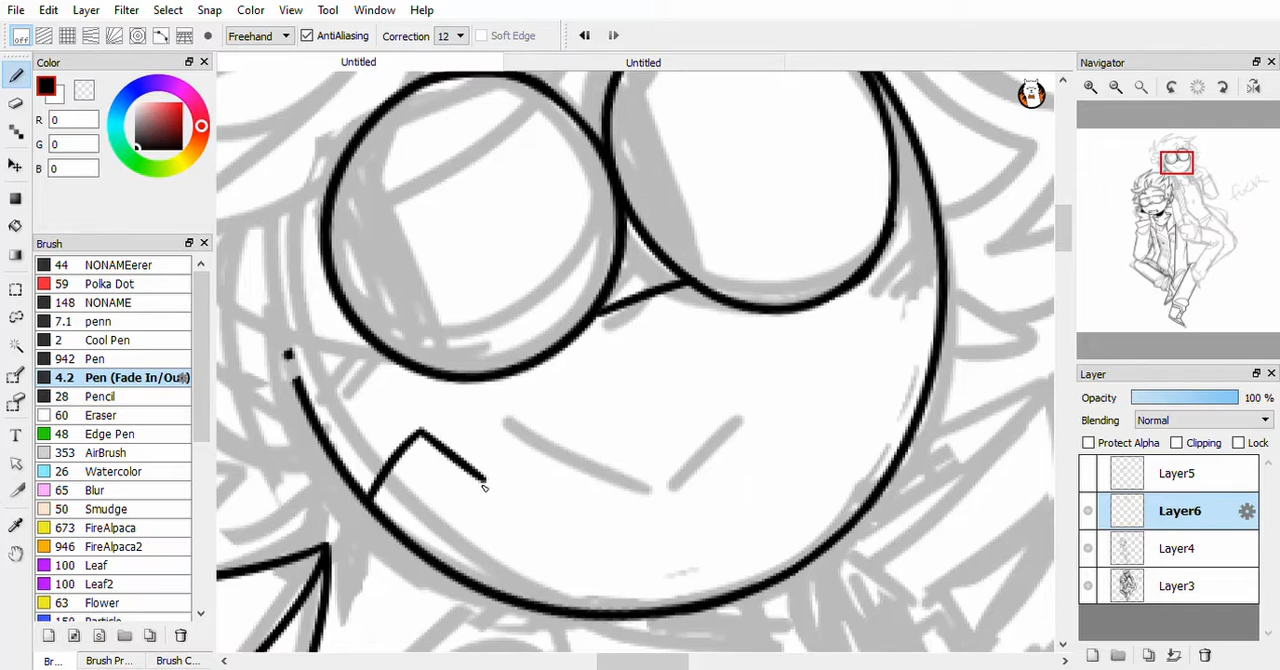 File Edit Layer Filter Select Snap Color View Tool Window Help
off Freehand AntiAliasing Correction 12 Soft Edge
Color
Untitled
Untitled
Navigator
R 0
G 0
B 0
Brush
44 NONAMEerer
59 Polka Dot
148 NONAME
7.1 penn
2 Cool Pen
942 Pen
4.2 Pen (Fade In/Out)
28 Pencil
60 Eraser
48 Edge Pen
353 AirBrush
26 Watercolor
65 Blur
50 Smudge
673 FireAlpaca
946 FireAlpaca2
100 Leaf
100 Leaf2
63 Flower
150 Particle
Br... Brush Pr... Brush C...
Layer
Opacity 100 %
Blending Normal
Protect Alpha Clipping Lock
Layer5
Layer6
Layer4
Layer3